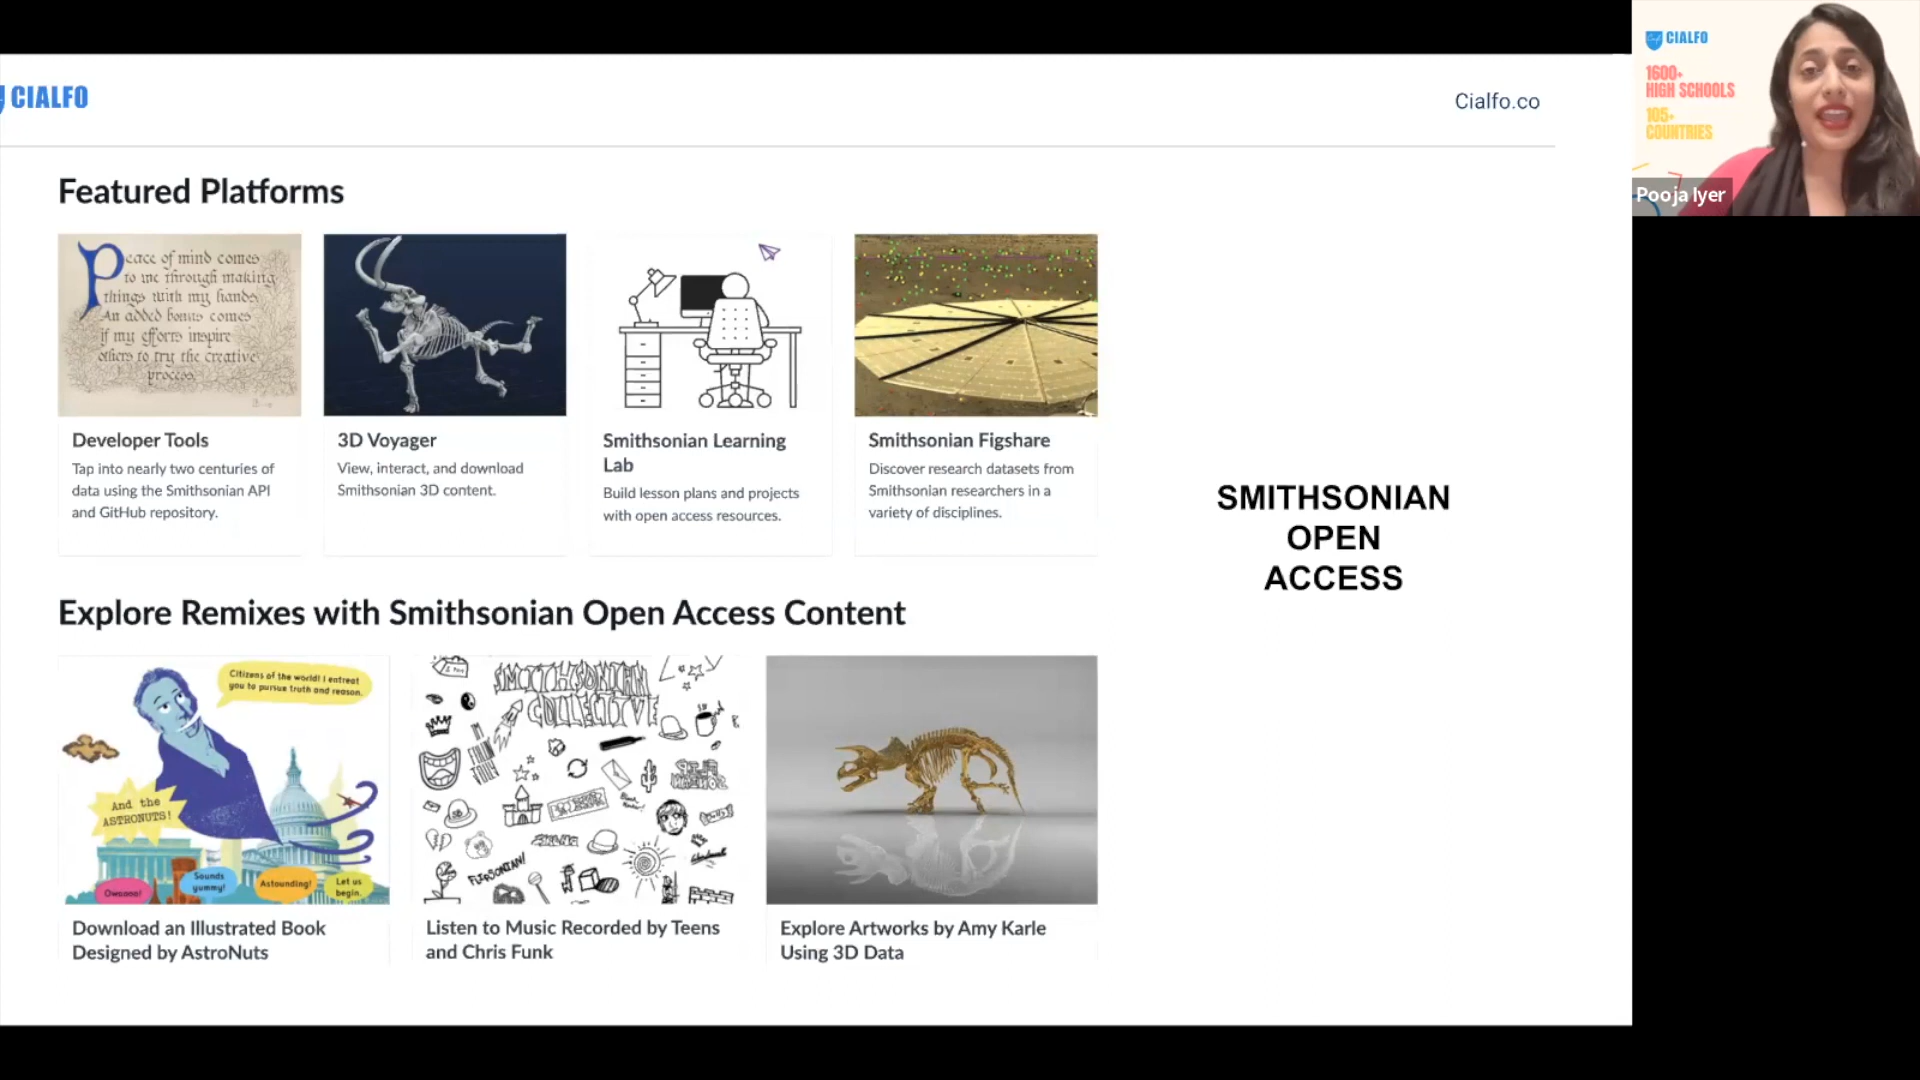 CIALFO
Cialfo.co
Featured Platforms
Peace of mind comes
to me through making
things with my hands.
An added bonus comes
if my efforts inspire
others to try the creative
process.
Developer Tools
Tap into nearly two centuries of
data using the Smithsonian API
and GitHub repository.
3D Voyager
View, interact, and download
Smithsonian 3D content.
Smithsonian Learning
Lab
Build lesson plans and projects
with open access resources.
Smithsonian Figshare
Discover research datasets from
Smithsonian researchers in a
variety of disciplines.
SMITHSONIAN
OPEN
ACCESS
Explore Remixes with Smithsonian Open Access Content
Citizens of the world! I entreat
you to pursue truth and reason.
And the
ASTRONUTS!
Sounds
yummy!
Astounding!
Let us
begin.
SMITHSONIAN
COLLECTIVE
Download an Illustrated Book
Designed by AstroNuts
Listen to Music Recorded by Teens
and Chris Funk
Explore Artworks by Amy Karle
Using 3D Data
CIALFO
1600+
HIGH SCHOOLS
105+
COUNTRIES
Pooja Iyer